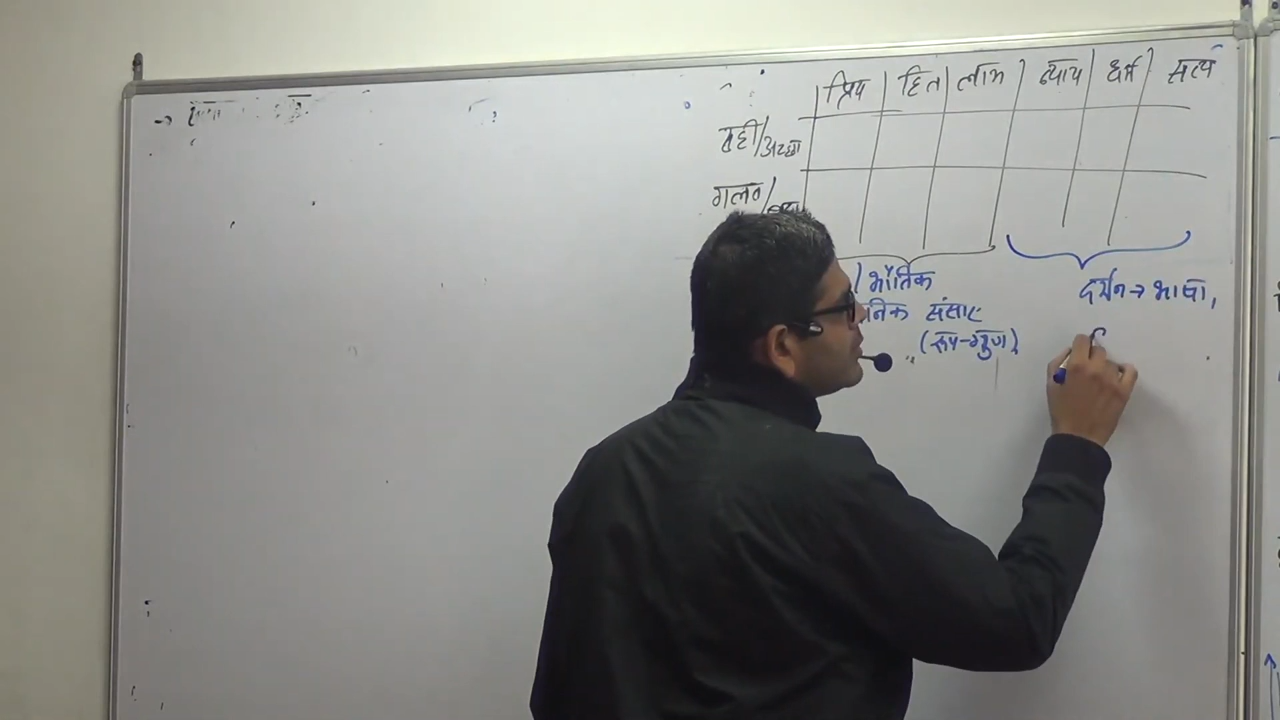 प्रिय हित लाभ न्याय धर्म सत्य
सही/अच्छा
गलत/
/भौतिक
दर्शन→भाषा,
संसार
(रूप-गुण)